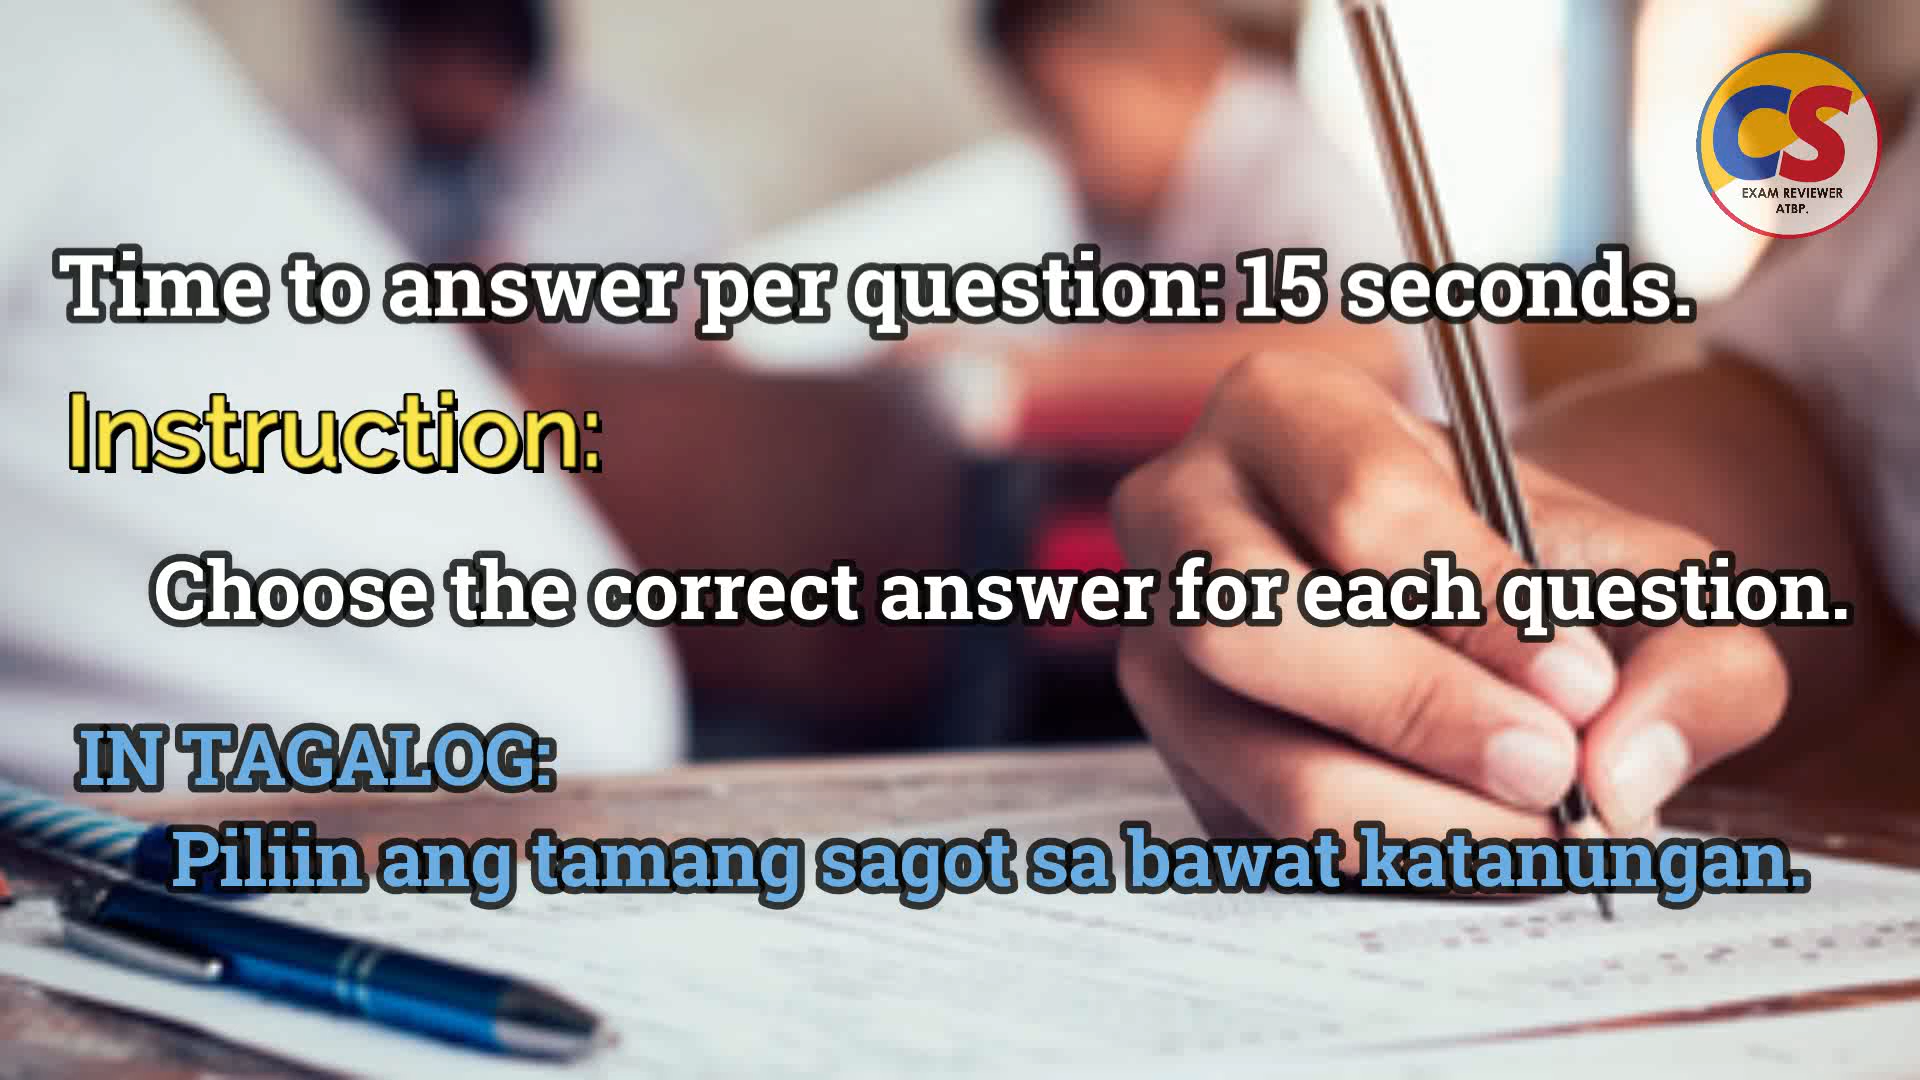 CS
EXAM REVIEWER
ATBP.
Time to answer per question: 15 seconds.
Instruction:
Choose the correct answer for each question.
IN TAGALOG:
Piliin ang tamang sagot sa bawat katanungan.